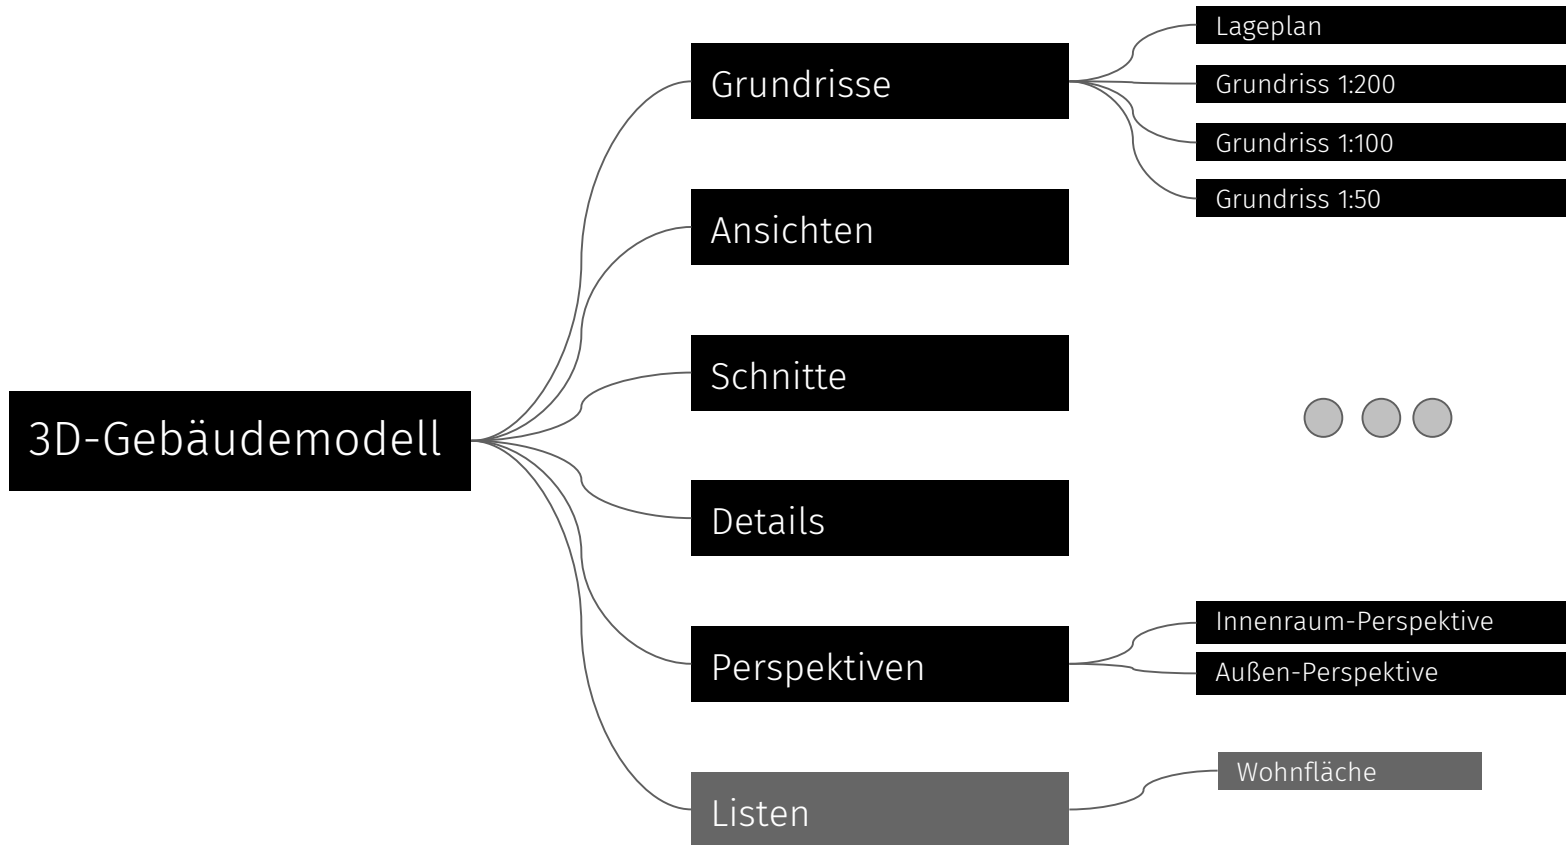 3D-Gebäudemodell
Grundrisse
Lageplan
Grundriss 1:200
Grundriss 1:100
Grundriss 1:50
Ansichten
Schnitte
Details
Perspektiven
Innenraum-Perspektive
Außen-Perspektive
Listen
Wohnfläche